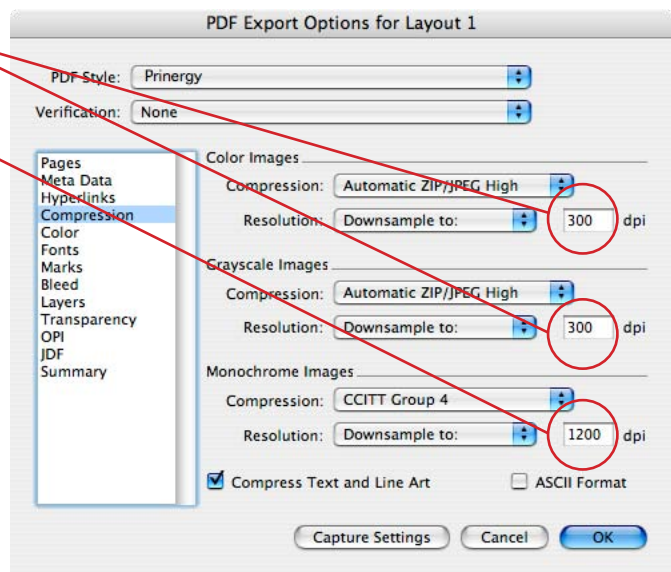 PDF Export Options for Layout 1
PDF Style: Prinergy
Verification: None
Pages
Meta Data
Hyperlinks
Compression
Color
Fonts
Marks
Bleed
Layers
Transparency
OPI
JDF
Summary
Color Images
Compression: Automatic ZIP/JPEG High
Resolution: Downsample to: 300 dpi
Grayscale Images
Compression: Automatic ZIP/JPEG High
Resolution: Downsample to: 300 dpi
Monochrome Images
Compression: CCITT Group 4
Resolution: Downsample to: 1200 dpi
Compress Text and Line Art ASCII Format
Capture Settings Cancel OK